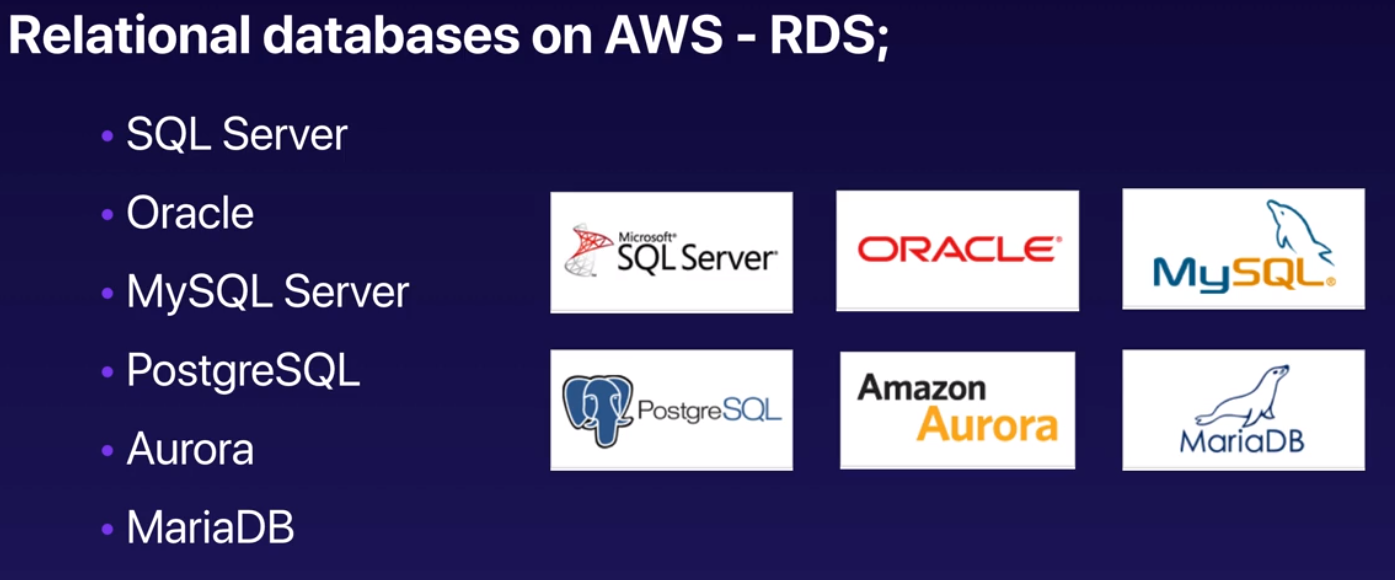 Relational databases on AWS - RDS;
• SQL Server
• Oracle
• MySQL Server
• PostgreSQL
• Aurora
• MariaDB
Microsoft®
SQL Server®
ORACLE®
MySQL®
PostgreSQL
Amazon
Aurora
MariaDB